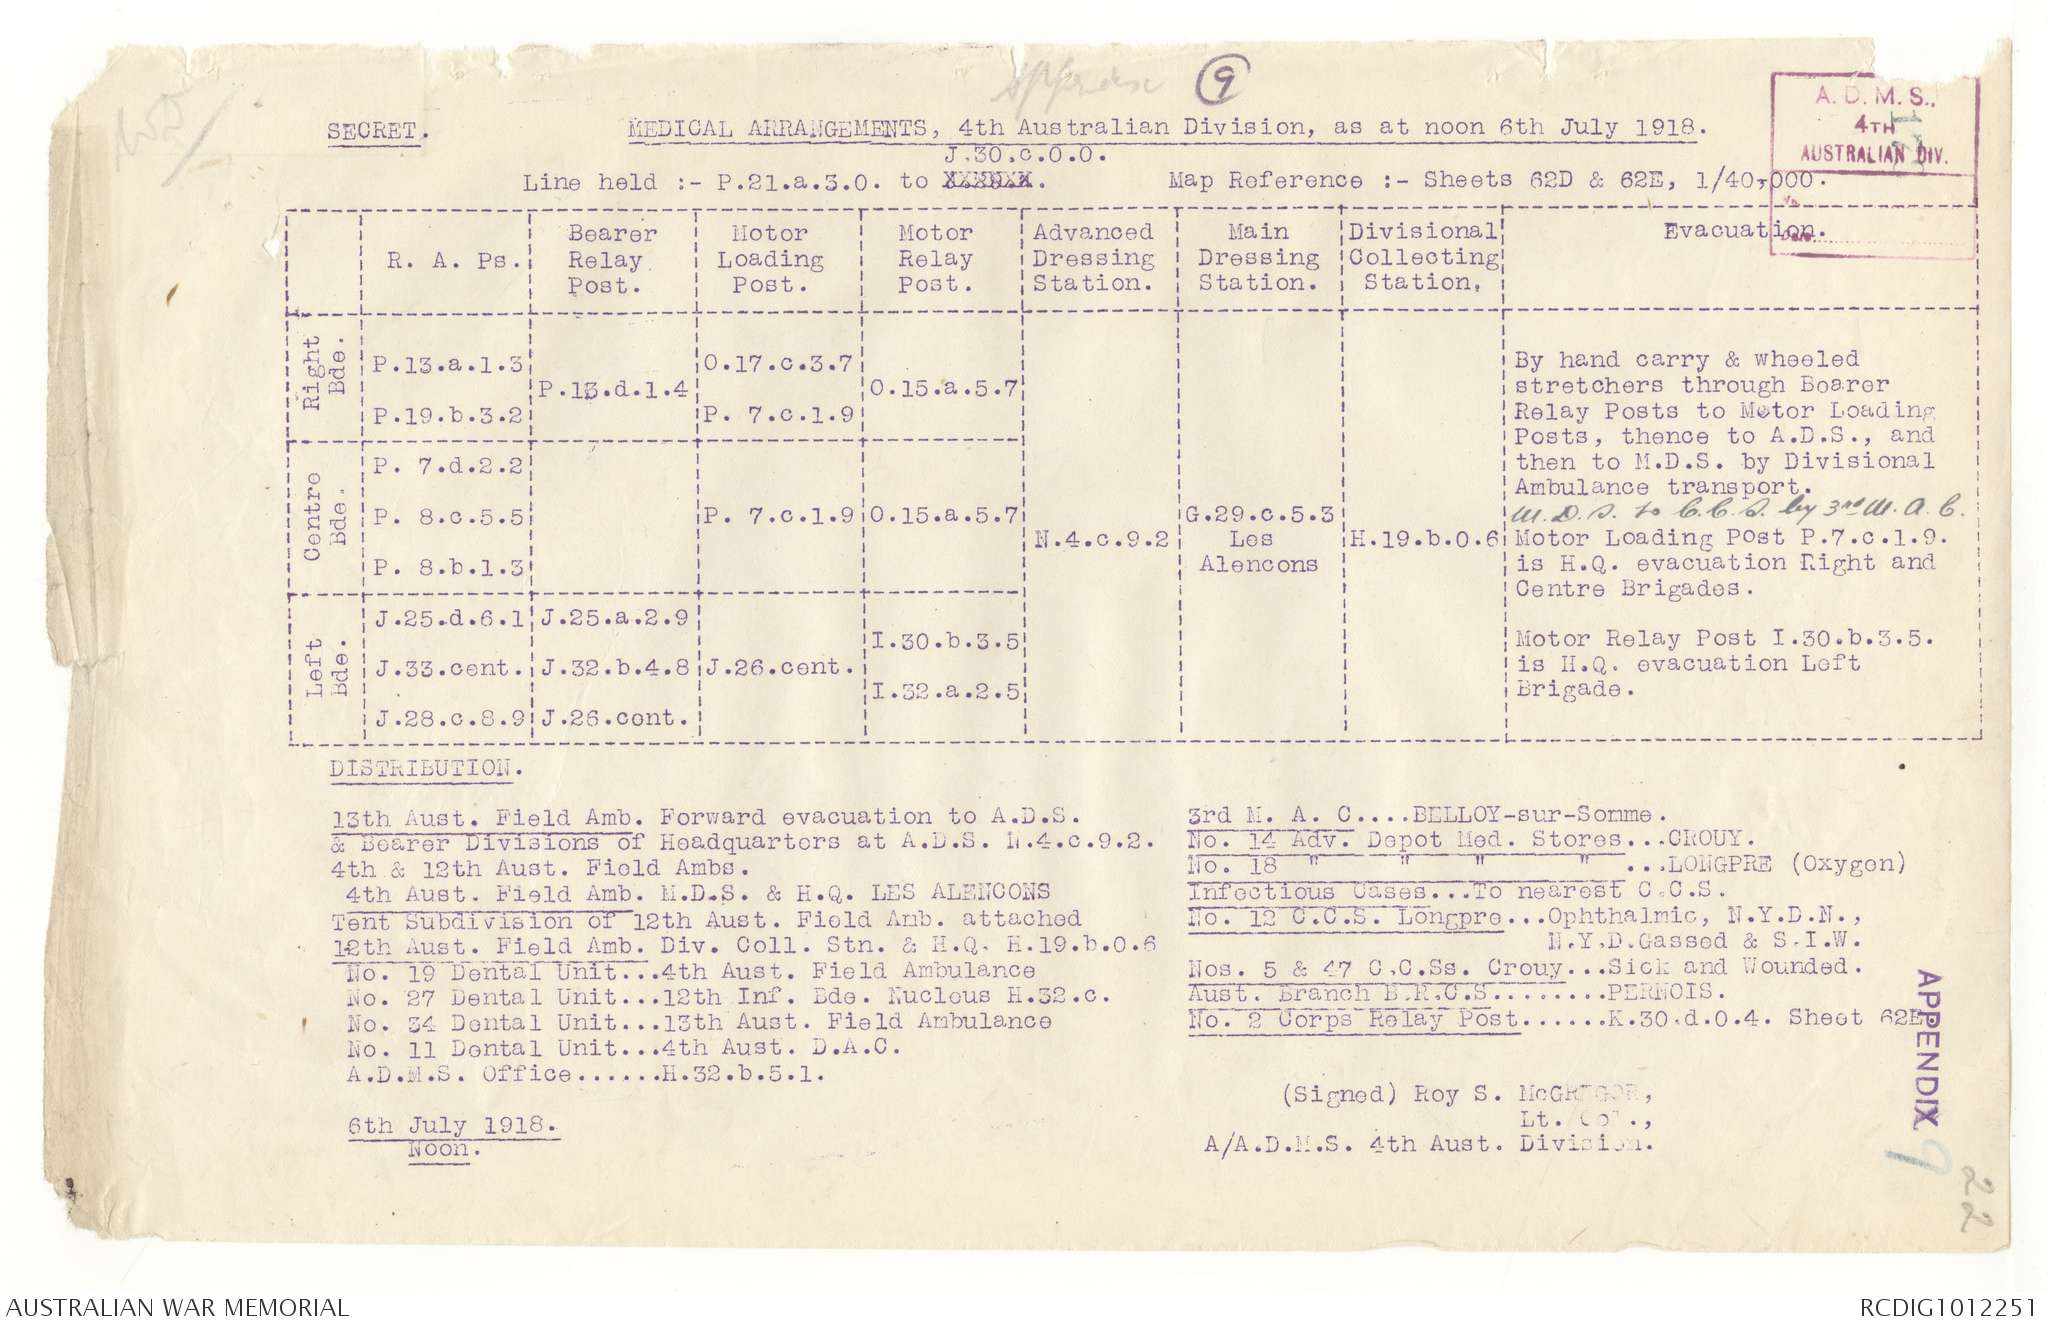 Appendix 9
A. D. M. S.,
4TH
AUSTRALIAN DIV.
No.
Date
SECRET. MEDICAL ARRANGEMENTS, 4th Australian Division, as at noon 6th July 1918.
J.30.c.0.0.
Line held :- P.21.a.3.0. to XXXXXX. Map Reference :- Sheets 62D & 62E, 1/40,000.
R. A. Ps. | Bearer Relay Post. | Motor Loading Post. | Motor Relay Post. | Advanced Dressing Station. | Main Dressing Station. | Divisional Collecting Station. | Evacuation.
Right Bde.
P.13.a.1.3
P.19.b.3.2
P.13.d.1.4
O.17.c.3.7
P. 7.c.1.9
O.15.a.5.7
Centre Bde.
P. 7.d.2.2
P. 8.c.5.5
P. 8.b.1.3
P. 7.c.1.9
O.15.a.5.7
Left Bde.
J.25.d.6.1
J.33.cent.
J.28.c.8.9
J.25.a.2.9
J.32.b.4.8
J.26.cent.
J.26.cent.
I.30.b.3.5
I.32.a.2.5
N.4.c.9.2
G.29.c.5.3
Les
Alencons
H.19.b.0.6
By hand carry & wheeled
stretchers through Bearer
Relay Posts to Motor Loading
Posts, thence to A.D.S., and
then to M.D.S. by Divisional
Ambulance transport.
M.D.S. to C.C.S. by 3rd M.A.C.
Motor Loading Post P.7.c.1.9.
is H.Q. evacuation Right and
Centre Brigades.
Motor Relay Post I.30.b.3.5.
is H.Q. evacuation Left
Brigade.
DISTRIBUTION.
13th Aust. Field Amb. Forward evacuation to A.D.S.
& Bearer Divisions of Headquarters at A.D.S. N.4.c.9.2.
4th & 12th Aust. Field Ambs.
4th Aust. Field Amb. M.D.S. & H.Q. LES ALENCONS
Tent Subdivision of 12th Aust. Field Amb. attached
12th Aust. Field Amb. Div. Coll. Stn. & H.Q. H.19.b.0.6
No. 19 Dental Unit...4th Aust. Field Ambulance
No. 27 Dental Unit...12th Inf. Bde. Nucleus H.32.c.
No. 34 Dental Unit...13th Aust. Field Ambulance
No. 11 Dental Unit...4th Aust. D.A.C.
A.D.M.S. Office......H.32.b.5.1.
6th July 1918.
Noon.
3rd M. A. C....BELLOY-sur-Somme.
No. 14 Adv. Depot Med. Stores...CROUY.
No. 18 " " " " ...LONGPRE (Oxygen)
Infectious Cases...To nearest C.C.S.
No. 12 C.C.S. Longpre...Ophthalmic, N.Y.D.N.,
N.Y.D.Gassed & S.I.W.
Nos. 5 & 47 C.C.Ss. Crouy...Sick and Wounded.
Aust. Branch B.R.C.S........PERNOIS.
No. 2 Corps Relay Post......K.30.d.0.4. Sheet 62E
(Signed) Roy S. McGREGOR,
Lt. Col.,
A/A.D.M.S. 4th Aust. Division.
APPENDIX 9
22
AUSTRALIAN WAR MEMORIAL
RCDIG1012251